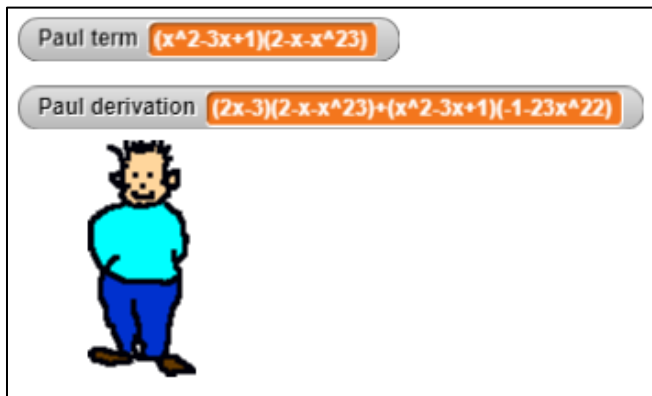 Paul term (x^2-3x+1)(2-x-x^23)
Paul derivation (2x-3)(2-x-x^23)+(x^2-3x+1)(-1-23x^22)